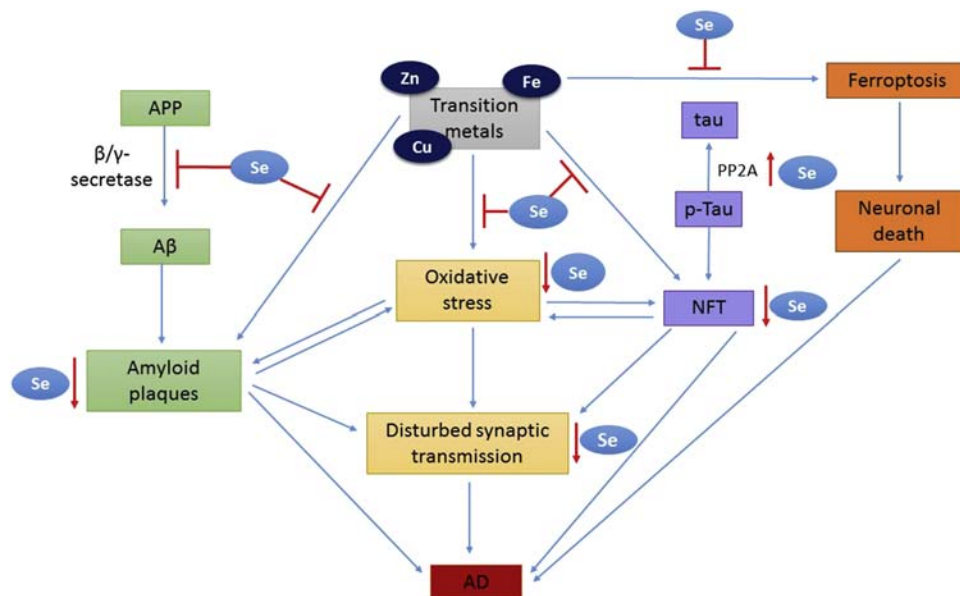 Se
Zn
Fe
Transition
metals
Cu
Ferroptosis
APP
tau
β/γ-
secretase
Se
PP2A
Se
Se
p-Tau
Neuronal
death
Aβ
Oxidative
stress
Se
NFT
Se
Se
Amyloid
plaques
Disturbed synaptic
transmission
Se
AD